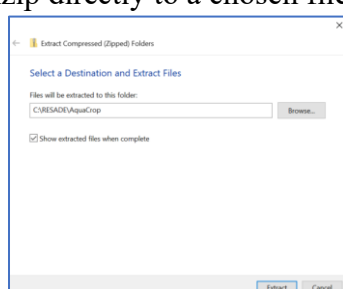 zip directly to a chosen file
Extract Compressed (Zipped) Folders
Select a Destination and Extract Files
Files will be extracted to this folder:
C:\RESADE\AquaCrop
Browse...
Show extracted files when complete
Extract Cancel